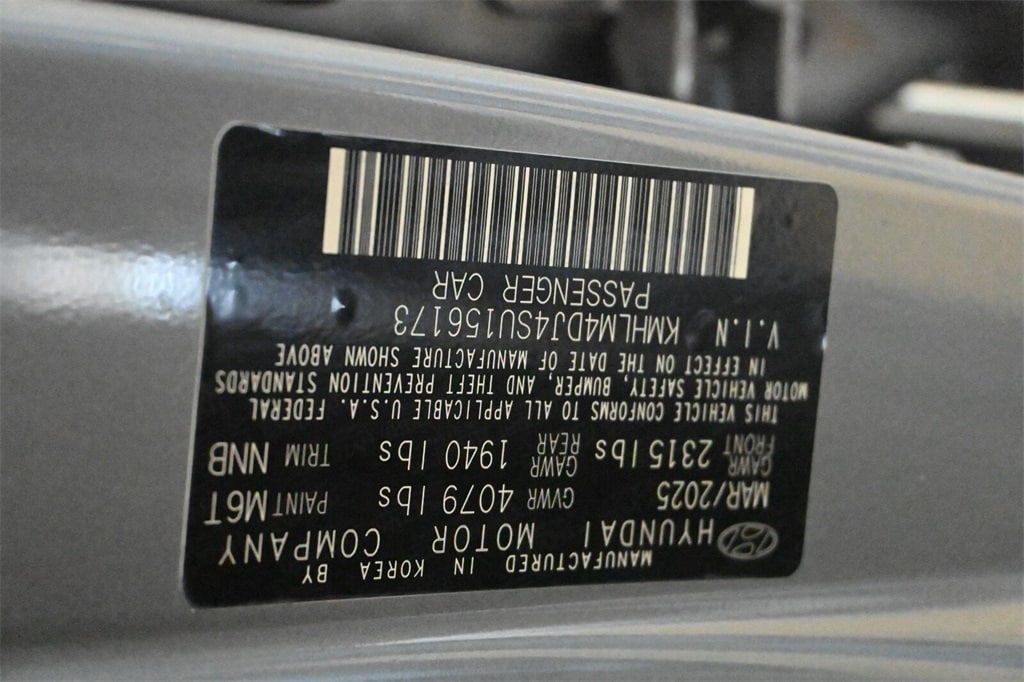 MANUFACTURED IN KOREA BY
HYUNDAI MOTOR COMPANY
MAR/2025 GVWR 4079 lbs PAINT M6T
GAWR FRONT 2315 lbs GAWR REAR 1940 lbs TRIM NNB
THIS VEHICLE CONFORMS TO ALL APPLICABLE U.S.A. FEDERAL
MOTOR VEHICLE SAFETY, BUMPER, AND THEFT PREVENTION STANDARDS
IN EFFECT ON THE DATE OF MANUFACTURE SHOWN ABOVE
V.I.N KMHLM4DJ4SU156173
PASSENGER CAR